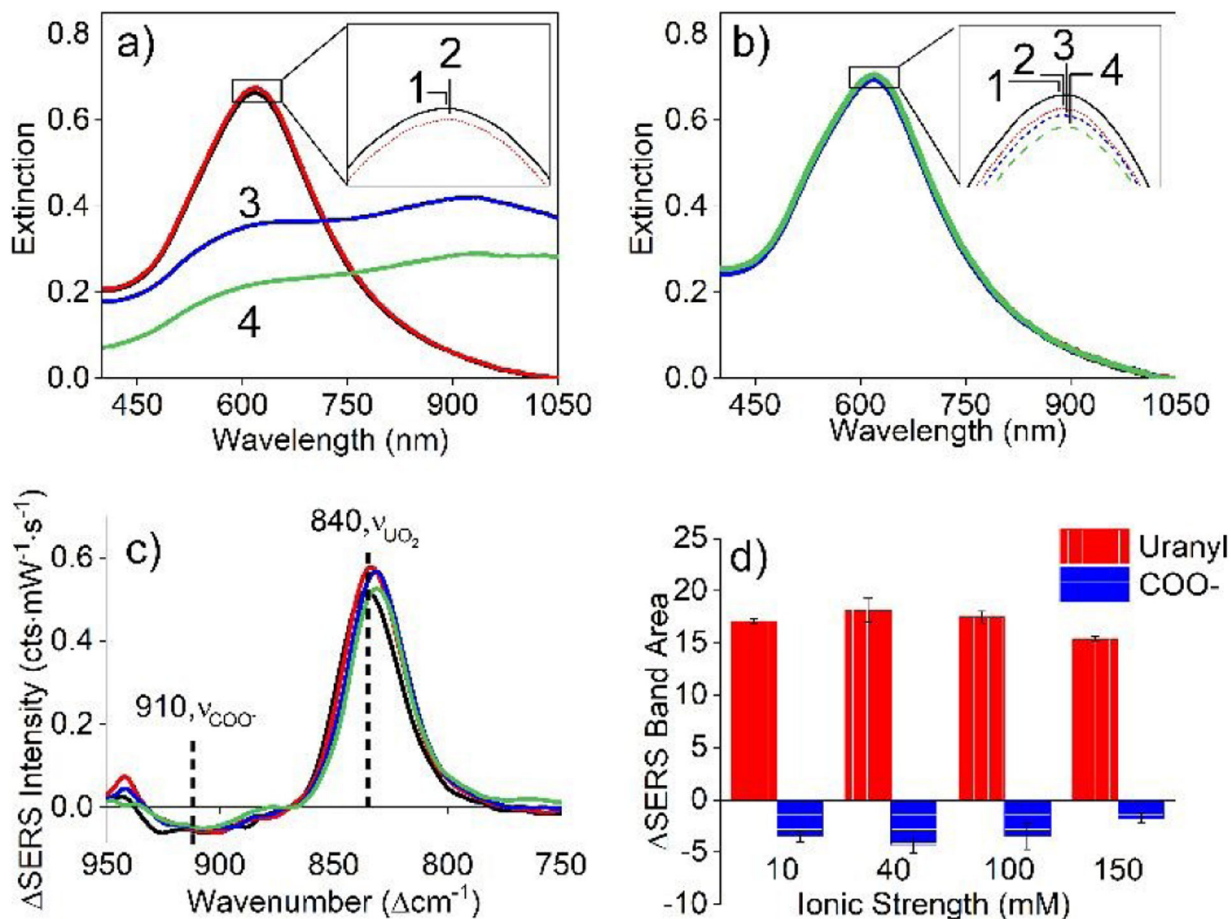 a)
0.8
0.6
0.4
0.2
0.0
Extinction
2
1
3
4
450 600 750 900 1050
Wavelength (nm)
b)
0.8
0.6
0.4
0.2
0.0
Extinction
3
2
4
1
450 600 750 900 1050
Wavelength (nm)
c)
ΔSERS Intensity (cts·mW⁻¹·s⁻¹)
0.6
0.4
0.2
0.0
840, νUO₂
910, νCOO⁻
950 900 850 800 750
Wavenumber (Δcm⁻¹)
d)
Uranyl
COO-
ΔSERS Band Area
25
20
15
10
5
0
-5
-10
10 40 100 150
Ionic Strength (mM)